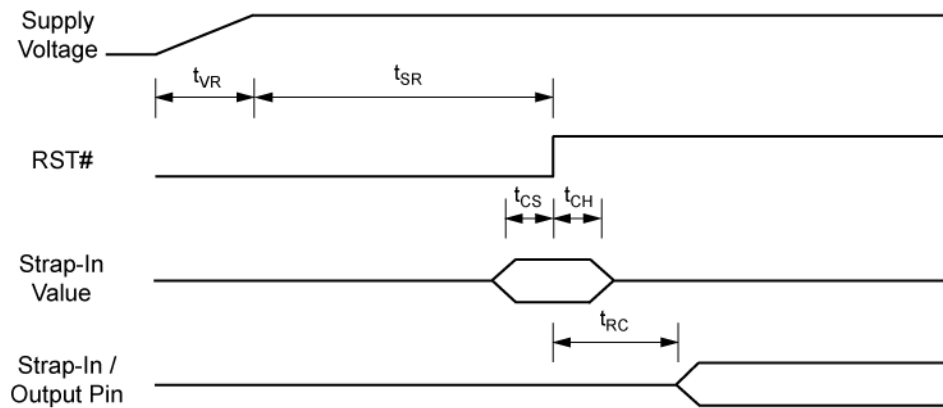 Supply
Voltage
tVR
tSR
RST#
tCS
tCH
Strap-In
Value
tRC
Strap-In /
Output Pin